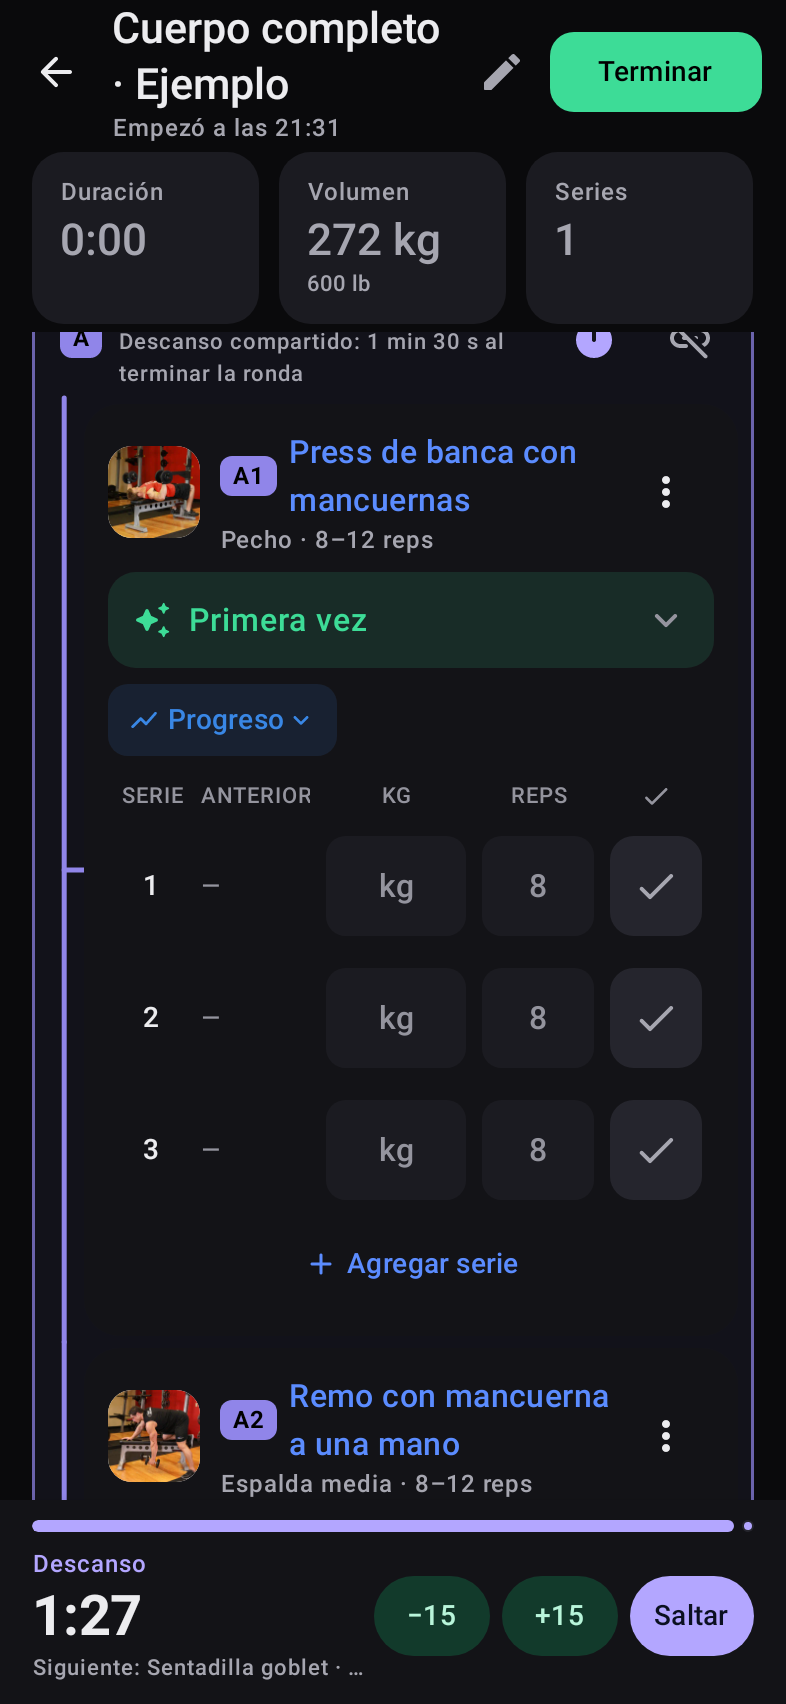 Cuerpo completo
· Ejemplo
Empezó a las 21:31
Terminar
Duración
0:00
Volumen
272 kg
600 lb
Series
1
A
Descanso compartido: 1 min 30 s al
terminar la ronda
A1
Press de banca con
mancuernas
Pecho · 8–12 reps
Primera vez
Progreso
SERIE ANTERIOR KG REPS
1 – kg 8
2 – kg 8
3 – kg 8
+ Agregar serie
A2
Remo con mancuerna
a una mano
Espalda media · 8–12 reps
Descanso
1:27
Siguiente: Sentadilla goblet · …
−15
+15
Saltar